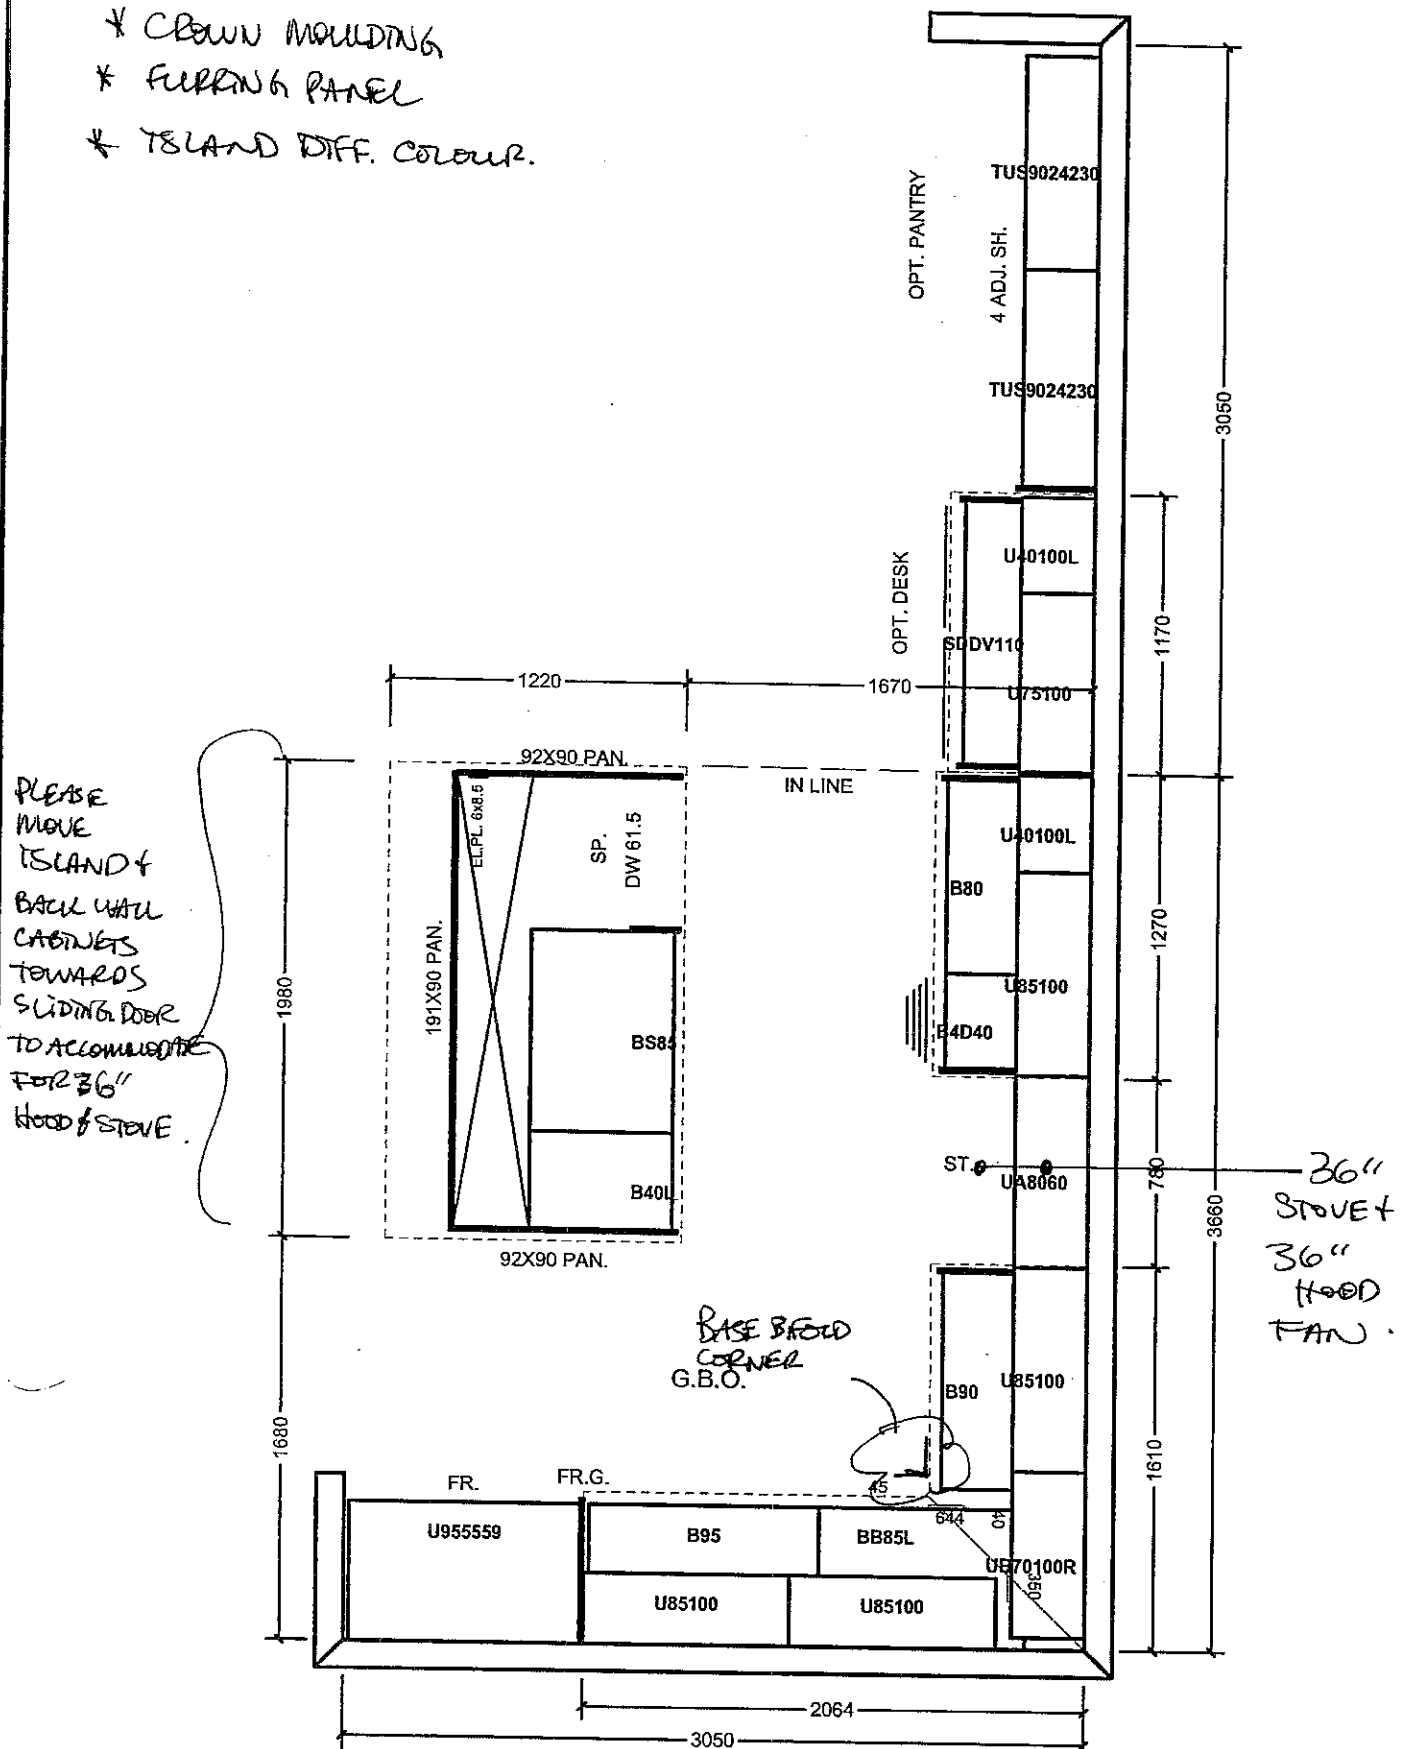 * CROWN MOULDING
* FURRING PANEL
* ISLAND DIFF. COLOUR.
OPT. PANTRY
4 ADJ. SH.
TUS9024230
TUS9024230
3050
OPT. DESK
U40100L
SDDV110
U75100
1170
1220
1670
92X90 PAN.
IN LINE
EL.PL. 6x8.5
SP.
DW 61.5
191X90 PAN.
1980
BS85
B40L
92X90 PAN.
PLEASE
MOVE
ISLAND &
BACK WALL
CABINETS
TOWARDS
SLIDING DOOR
TO ACCOMMODATE
FOR 36"
HOOD & STOVE.
U40100L
B80
U85100
B4D40
1270
ST.
UA8060
780
3660
36"
STOVE &
36"
HOOD
FAN.
BASE BIFOLD
CORNER
G.B.O.
B90
U85100
1610
1680
45
644
40
350
FR.
FR.G.
U955559
B95
BB85L
UB70100R
U85100
U85100
2064
3050